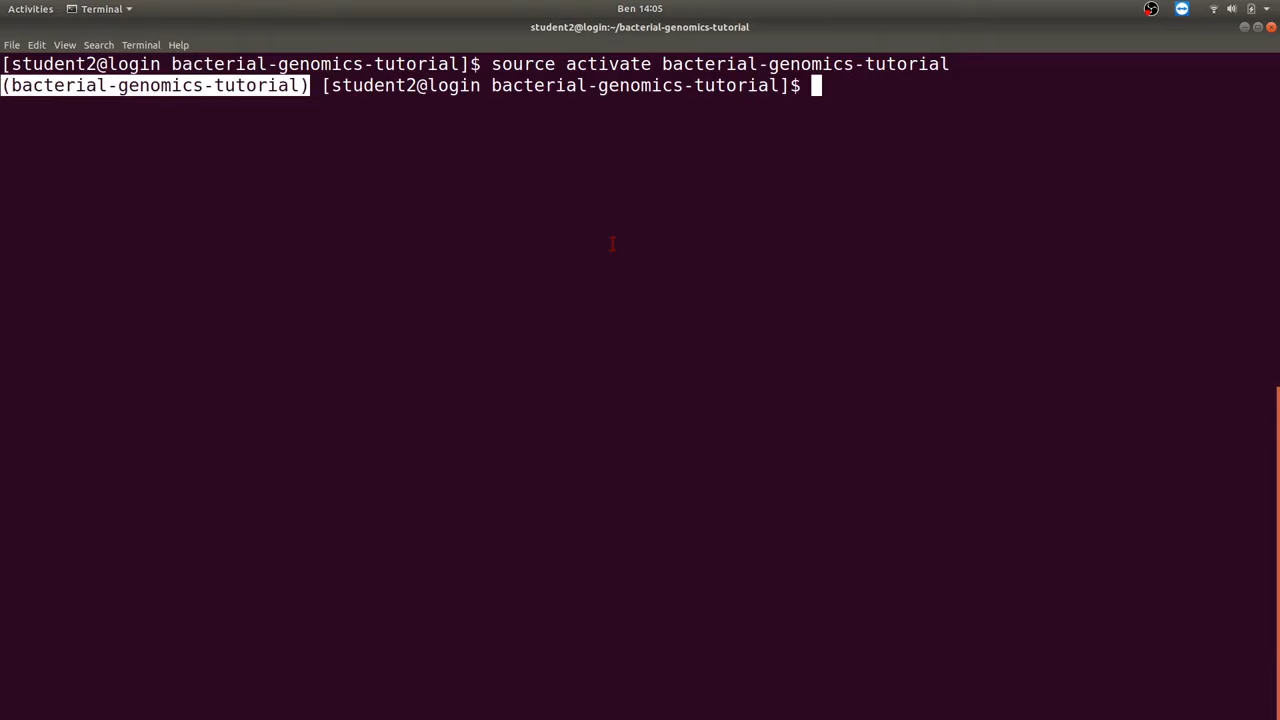 Activities Terminal Ben 14:05
student2@login:~/bacterial-genomics-tutorial
File Edit View Search Terminal Help
[student2@login bacterial-genomics-tutorial]$ source activate bacterial-genomics-tutorial
(bacterial-genomics-tutorial) [student2@login bacterial-genomics-tutorial]$